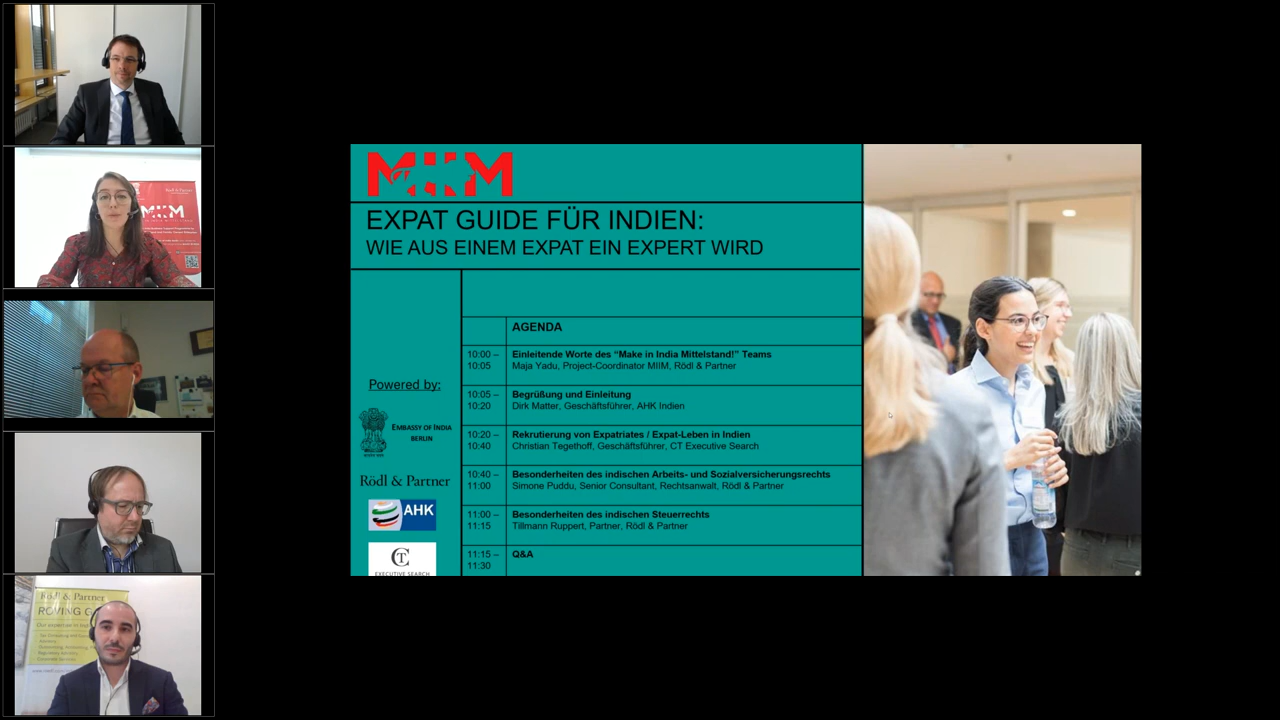 MIIM
EXPAT GUIDE FÜR INDIEN:
WIE AUS EINEM EXPAT EIN EXPERT WIRD
AGENDA
10:00 –
10:05
Einleitende Worte des “Make in India Mittelstand!” Teams
Maja Yadu, Project-Coordinator MIIM, Rödl & Partner
10:05 –
10:20
Begrüßung und Einleitung
Dirk Matter, Geschäftsführer, AHK Indien
10:20 –
10:40
Rekrutierung von Expatriates / Expat-Leben in Indien
Christian Tegethoff, Geschäftsführer, CT Executive Search
10:40 –
11:00
Besonderheiten des indischen Arbeits- und Sozialversicherungsrechts
Simone Puddu, Senior Consultant, Rechtsanwalt, Rödl & Partner
11:00 –
11:15
Besonderheiten des indischen Steuerrechts
Tillmann Ruppert, Partner, Rödl & Partner
11:15 –
11:30
Q&A
Powered by:
EMBASSY OF INDIA
BERLIN
Rödl & Partner
AHK
CT
EXECUTIVE SEARCH
Rödl & Partner
MIIM
Rödl & Partner
ROVING G